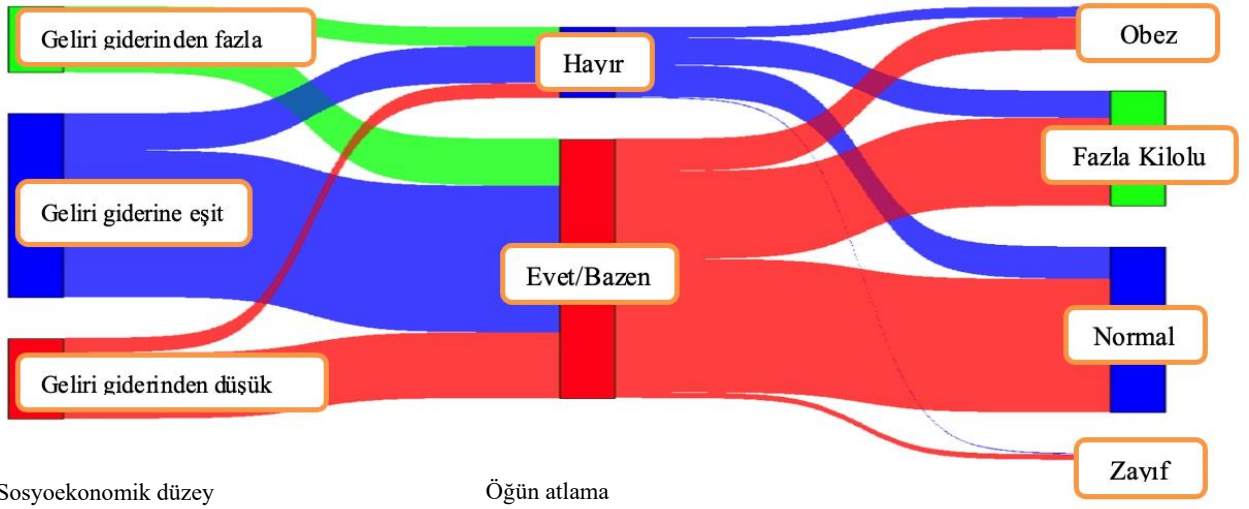 Geliri giderinden fazla
Geliri giderine eşit
Geliri giderinden düşük
Hayır
Evet/Bazen
Obez
Fazla Kilolu
Normal
Zayıf
Sosyoekonomik düzey
Öğün atlama